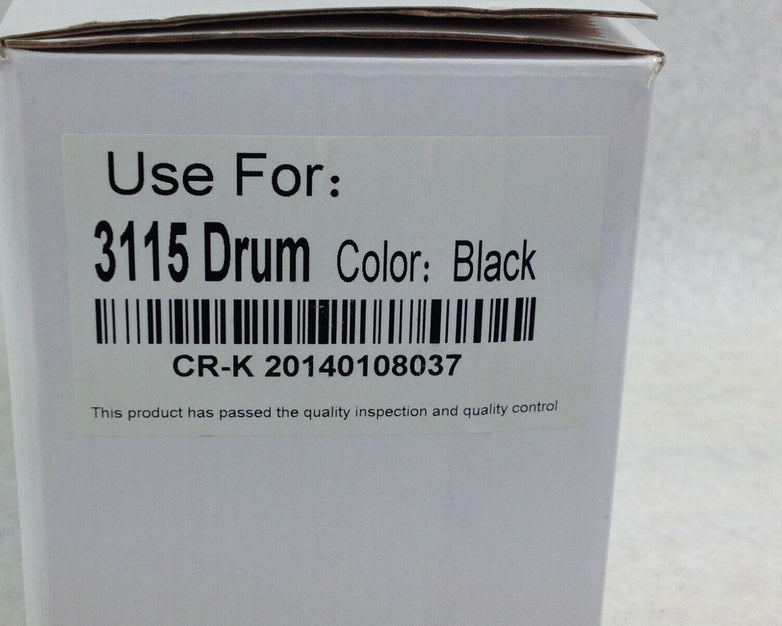 Use For:
3115 Drum Color: Black
CR-K 20140108037
This product has passed the quality inspection and quality control